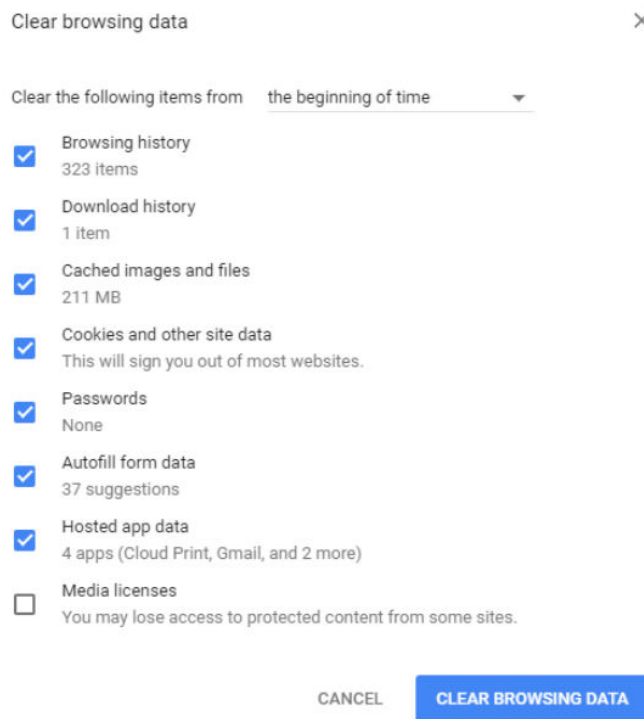 Clear browsing data
Clear the following items from the beginning of time
Browsing history
323 items
Download history
1 item
Cached images and files
211 MB
Cookies and other site data
This will sign you out of most websites.
Passwords
None
Autofill form data
37 suggestions
Hosted app data
4 apps (Cloud Print, Gmail, and 2 more)
Media licenses
You may lose access to protected content from some sites.
CANCEL CLEAR BROWSING DATA